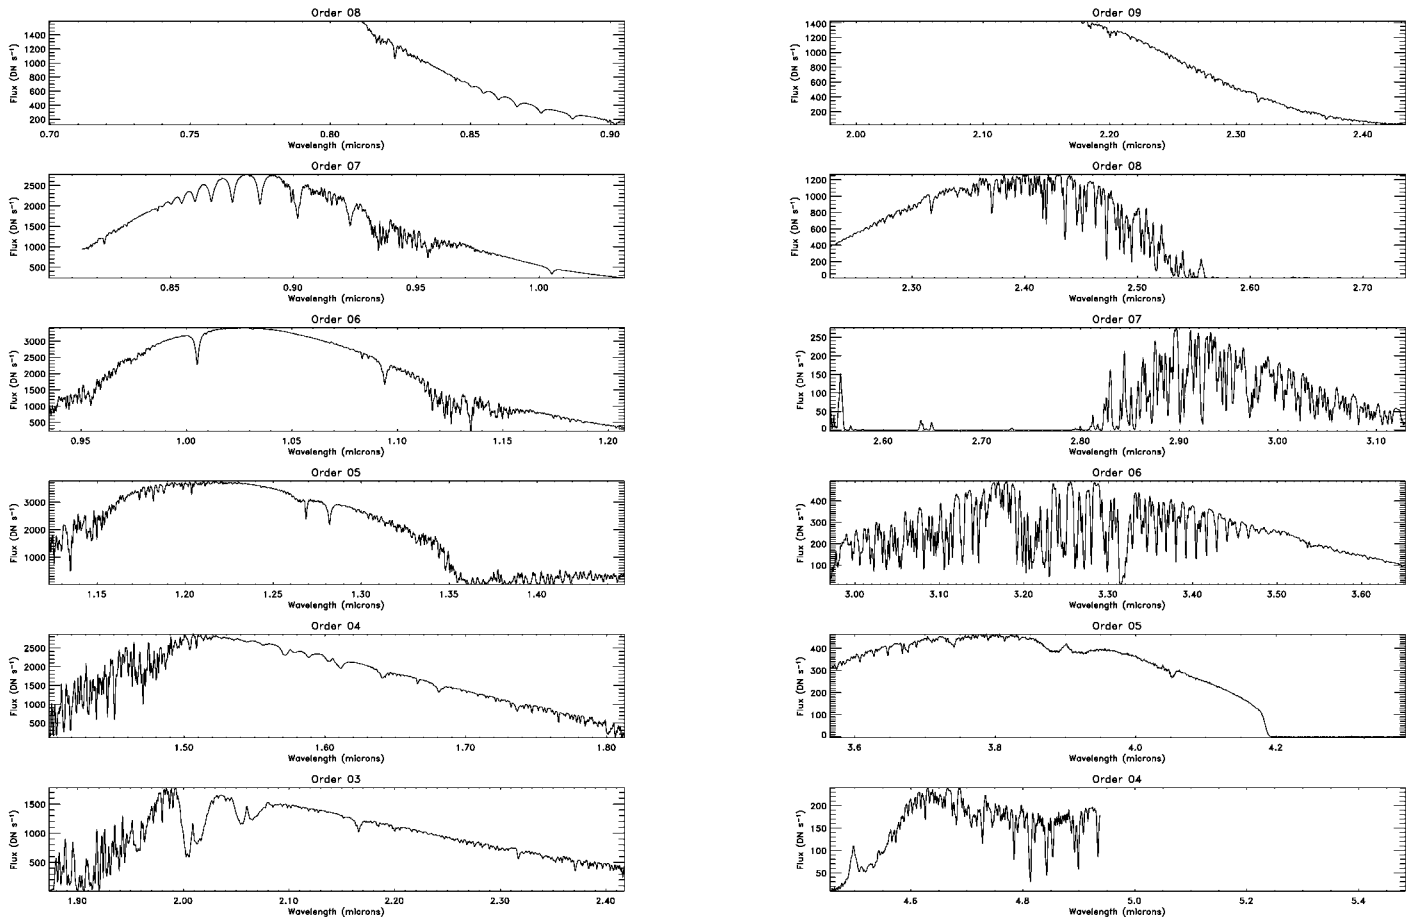 Order 08
Flux (DN s⁻¹)
1400
1200
1000
800
600
400
200
0.70 0.75 0.80 0.85 0.90
Wavelength (microns)
Order 07
Flux (DN s⁻¹)
2500
2000
1500
1000
500
0.85 0.90 0.95 1.00
Wavelength (microns)
Order 06
Flux (DN s⁻¹)
3000
2500
2000
1500
1000
500
0.95 1.00 1.05 1.10 1.15 1.20
Wavelength (microns)
Order 05
Flux (DN s⁻¹)
3000
2000
1000
1.15 1.20 1.25 1.30 1.35 1.40
Wavelength (microns)
Order 04
Flux (DN s⁻¹)
2500
2000
1500
1000
500
1.50 1.60 1.70 1.80
Wavelength (microns)
Order 03
Flux (DN s⁻¹)
1500
1000
500
1.90 2.00 2.10 2.20 2.30 2.40
Wavelength (microns)
Order 09
Flux (DN s⁻¹)
1400
1200
1000
800
600
400
200
2.00 2.10 2.20 2.30 2.40
Wavelength (microns)
Order 08
Flux (DN s⁻¹)
1200
1000
800
600
400
200
0
2.30 2.40 2.50 2.60 2.70
Wavelength (microns)
Order 07
Flux (DN s⁻¹)
250
200
150
100
50
0
2.60 2.70 2.80 2.90 3.00 3.10
Wavelength (microns)
Order 06
Flux (DN s⁻¹)
400
300
200
100
3.00 3.10 3.20 3.30 3.40 3.50 3.60
Wavelength (microns)
Order 05
Flux (DN s⁻¹)
400
300
200
100
0
3.6 3.8 4.0 4.2
Wavelength (microns)
Order 04
Flux (DN s⁻¹)
200
150
100
50
4.6 4.8 5.0 5.2 5.4
Wavelength (microns)